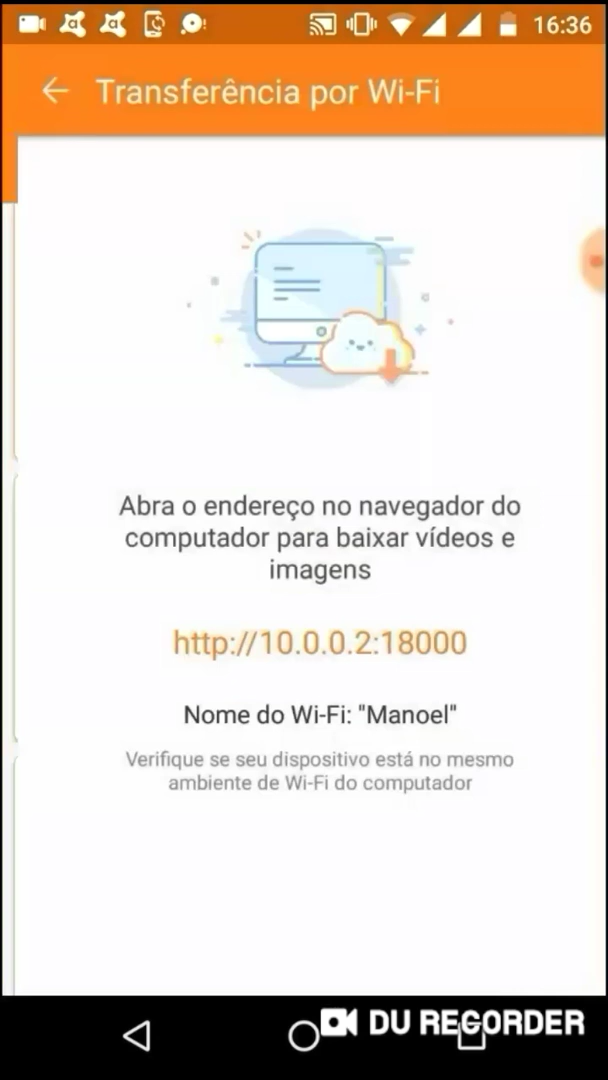 16:36
Transferência por Wi-Fi
Abra o endereço no navegador do
computador para baixar vídeos e
imagens
http://10.0.0.2:18000
Nome do Wi-Fi: "Manoel"
Verifique se seu dispositivo está no mesmo
ambiente de Wi-Fi do computador
DU RECORDER